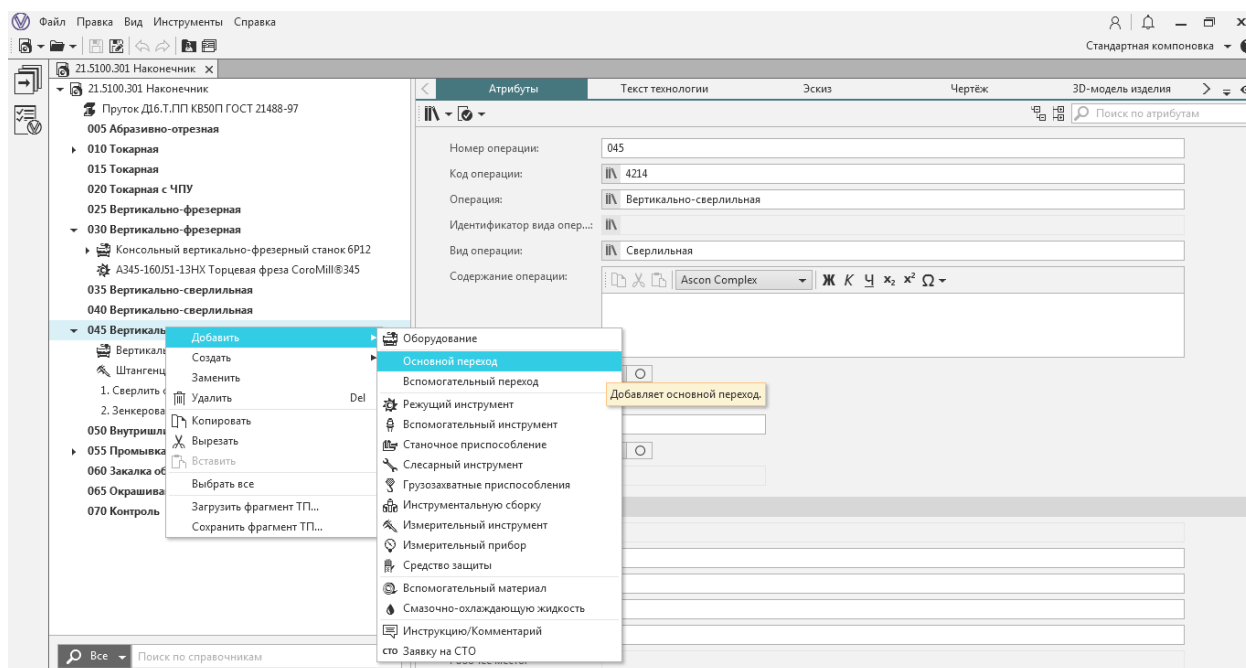 Файл Правка Вид Инструменты Справка
Стандартная компоновка
21.5100.301 Наконечник
21.5100.301 Наконечник
Пруток Д16.Т.ПП КВ50П ГОСТ 21488-97
005 Абразивно-отрезная
010 Токарная
015 Токарная
020 Токарная с ЧПУ
025 Вертикально-фрезерная
030 Вертикально-фрезерная
Консольный вертикально-фрезерный станок 6Р12
A345-160J51-13HX Торцевая фреза CoroMill®345
035 Вертикально-сверлильная
040 Вертикально-сверлильная
045 Вертикаль
Вертикаль
Штангенц
1. Сверлить
2. Зенкерова
050 Внутришл
055 Промывка
060 Закалка об
065 Окрашива
070 Контроль
Все
Поиск по справочникам
Добавить
Создать
Заменить
Удалить Del
Копировать
Вырезать
Вставить
Выбрать все
Загрузить фрагмент ТП...
Сохранить фрагмент ТП...
Оборудование
Основной переход
Вспомогательный переход
Режущий инструмент
Вспомогательный инструмент
Станочное приспособление
Слесарный инструмент
Грузозахватные приспособления
Инструментальную сборку
Измерительный инструмент
Измерительный прибор
Средство защиты
Вспомогательный материал
Смазочно-охлаждающую жидкость
Инструкцию/Комментарий
сто Заявку на СТО
Добавляет основной переход.
Атрибуты Текст технологии Эскиз Чертёж 3D-модель изделия
Поиск по атрибутам
Номер операции: 045
Код операции: 4214
Операция: Вертикально-сверлильная
Идентификатор вида опер...:
Вид операции: Сверлильная
Содержание операции:
Ascon Complex Ж К Ч x₂ x² Ω